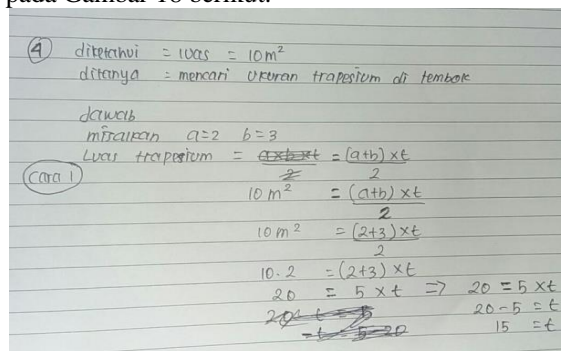 pada Gambar 18 berikut.
④ diketahui = luas = 10 m²
ditanya = mencari ukuran trapesium di tembok
Jawab
misalkan a=2 b=3
Luas trapesium = a×b×t/2 = (a+b)×t/2
cara 1
10 m² = (a+b)×t/2
10 m² = (2+3)×t/2
10.2 = (2+3)×t
20 = 5×t => 20 = 5×t
20-5 = t
15 = t